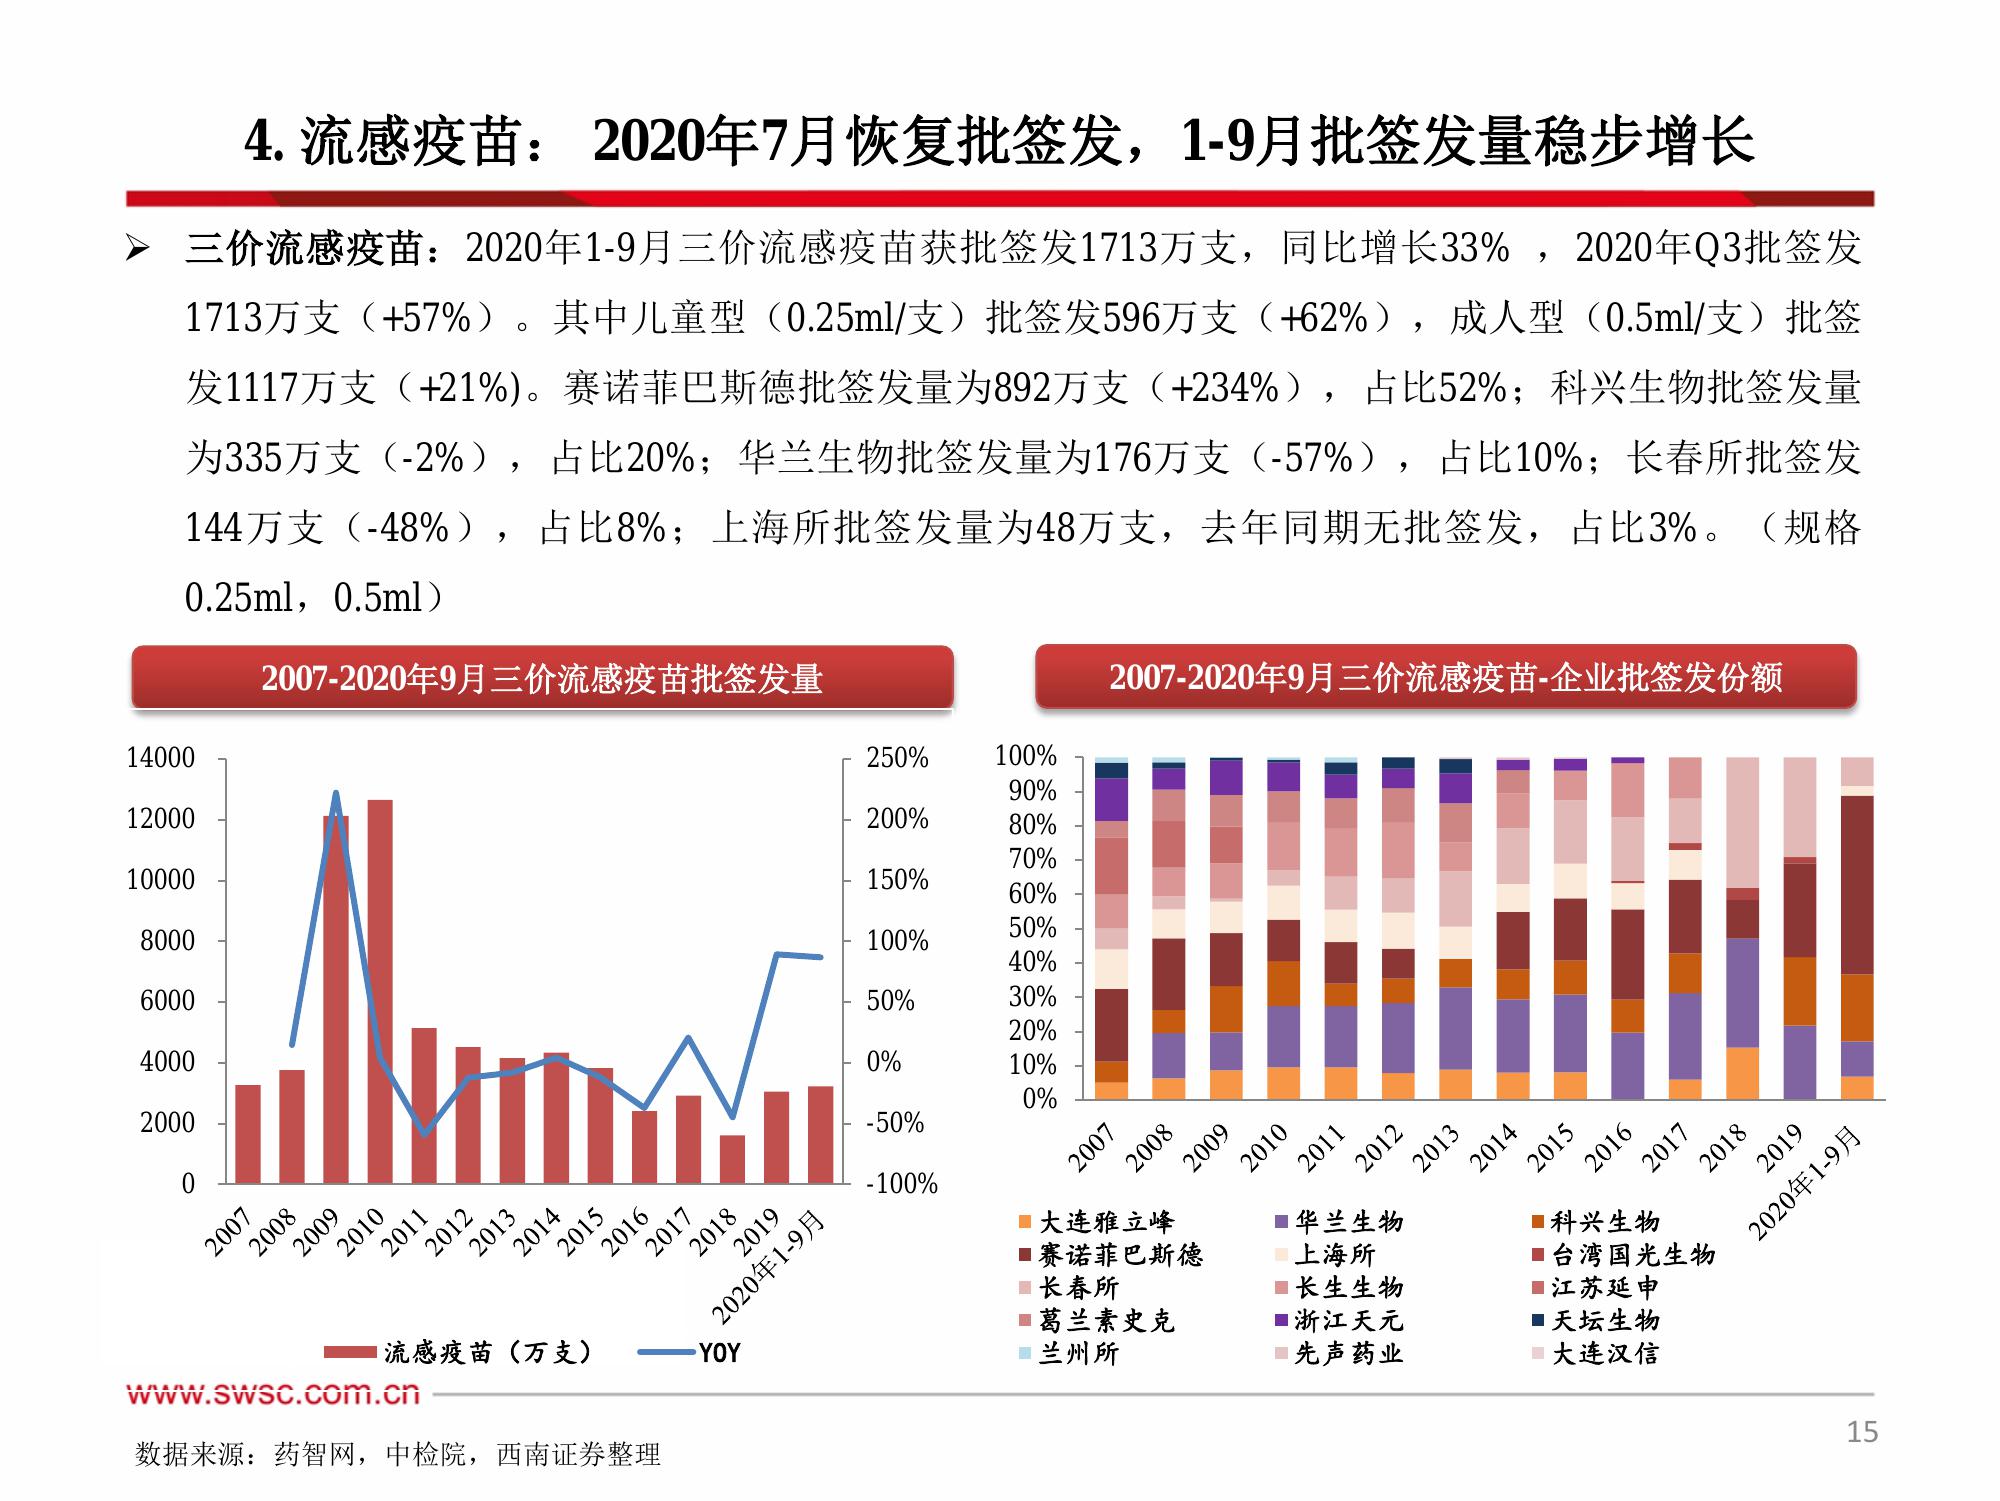 4. 流感疫苗： 2020年7月恢复批签发，1-9月批签发量稳步增长
➢ 三价流感疫苗：2020年1-9月三价流感疫苗获批签发1713万支，同比增长33% ，2020年Q3批签发
1713万支（+57%）。其中儿童型（0.25ml/支）批签发596万支（+62%），成人型（0.5ml/支）批签
发1117万支（+21%)。赛诺菲巴斯德批签发量为892万支（+234%），占比52%；科兴生物批签发量
为335万支（-2%），占比20%；华兰生物批签发量为176万支（-57%），占比10%；长春所批签发
144万支（-48%），占比8%；上海所批签发量为48万支，去年同期无批签发，占比3%。（规格
0.25ml，0.5ml）
2007-2020年9月三价流感疫苗批签发量
14000
12000
10000
8000
6000
4000
2000
0
250%
200%
150%
100%
50%
0%
-50%
-100%
2007
2008
2009
2010
2011
2012
2013
2014
2015
2016
2017
2018
2019
2020年1-9月
流感疫苗（万支） YOY
2007-2020年9月三价流感疫苗-企业批签发份额
100%
90%
80%
70%
60%
50%
40%
30%
20%
10%
0%
2007
2008
2009
2010
2011
2012
2013
2014
2015
2016
2017
2018
2019
2020年1-9月
大连雅立峰 华兰生物 科兴生物
赛诺菲巴斯德 上海所 台湾国光生物
长春所 长生生物 江苏延申
葛兰素史克 浙江天元 天坛生物
兰州所 先声药业 大连汉信
www.swsc.com.cn
数据来源：药智网，中检院，西南证券整理
15